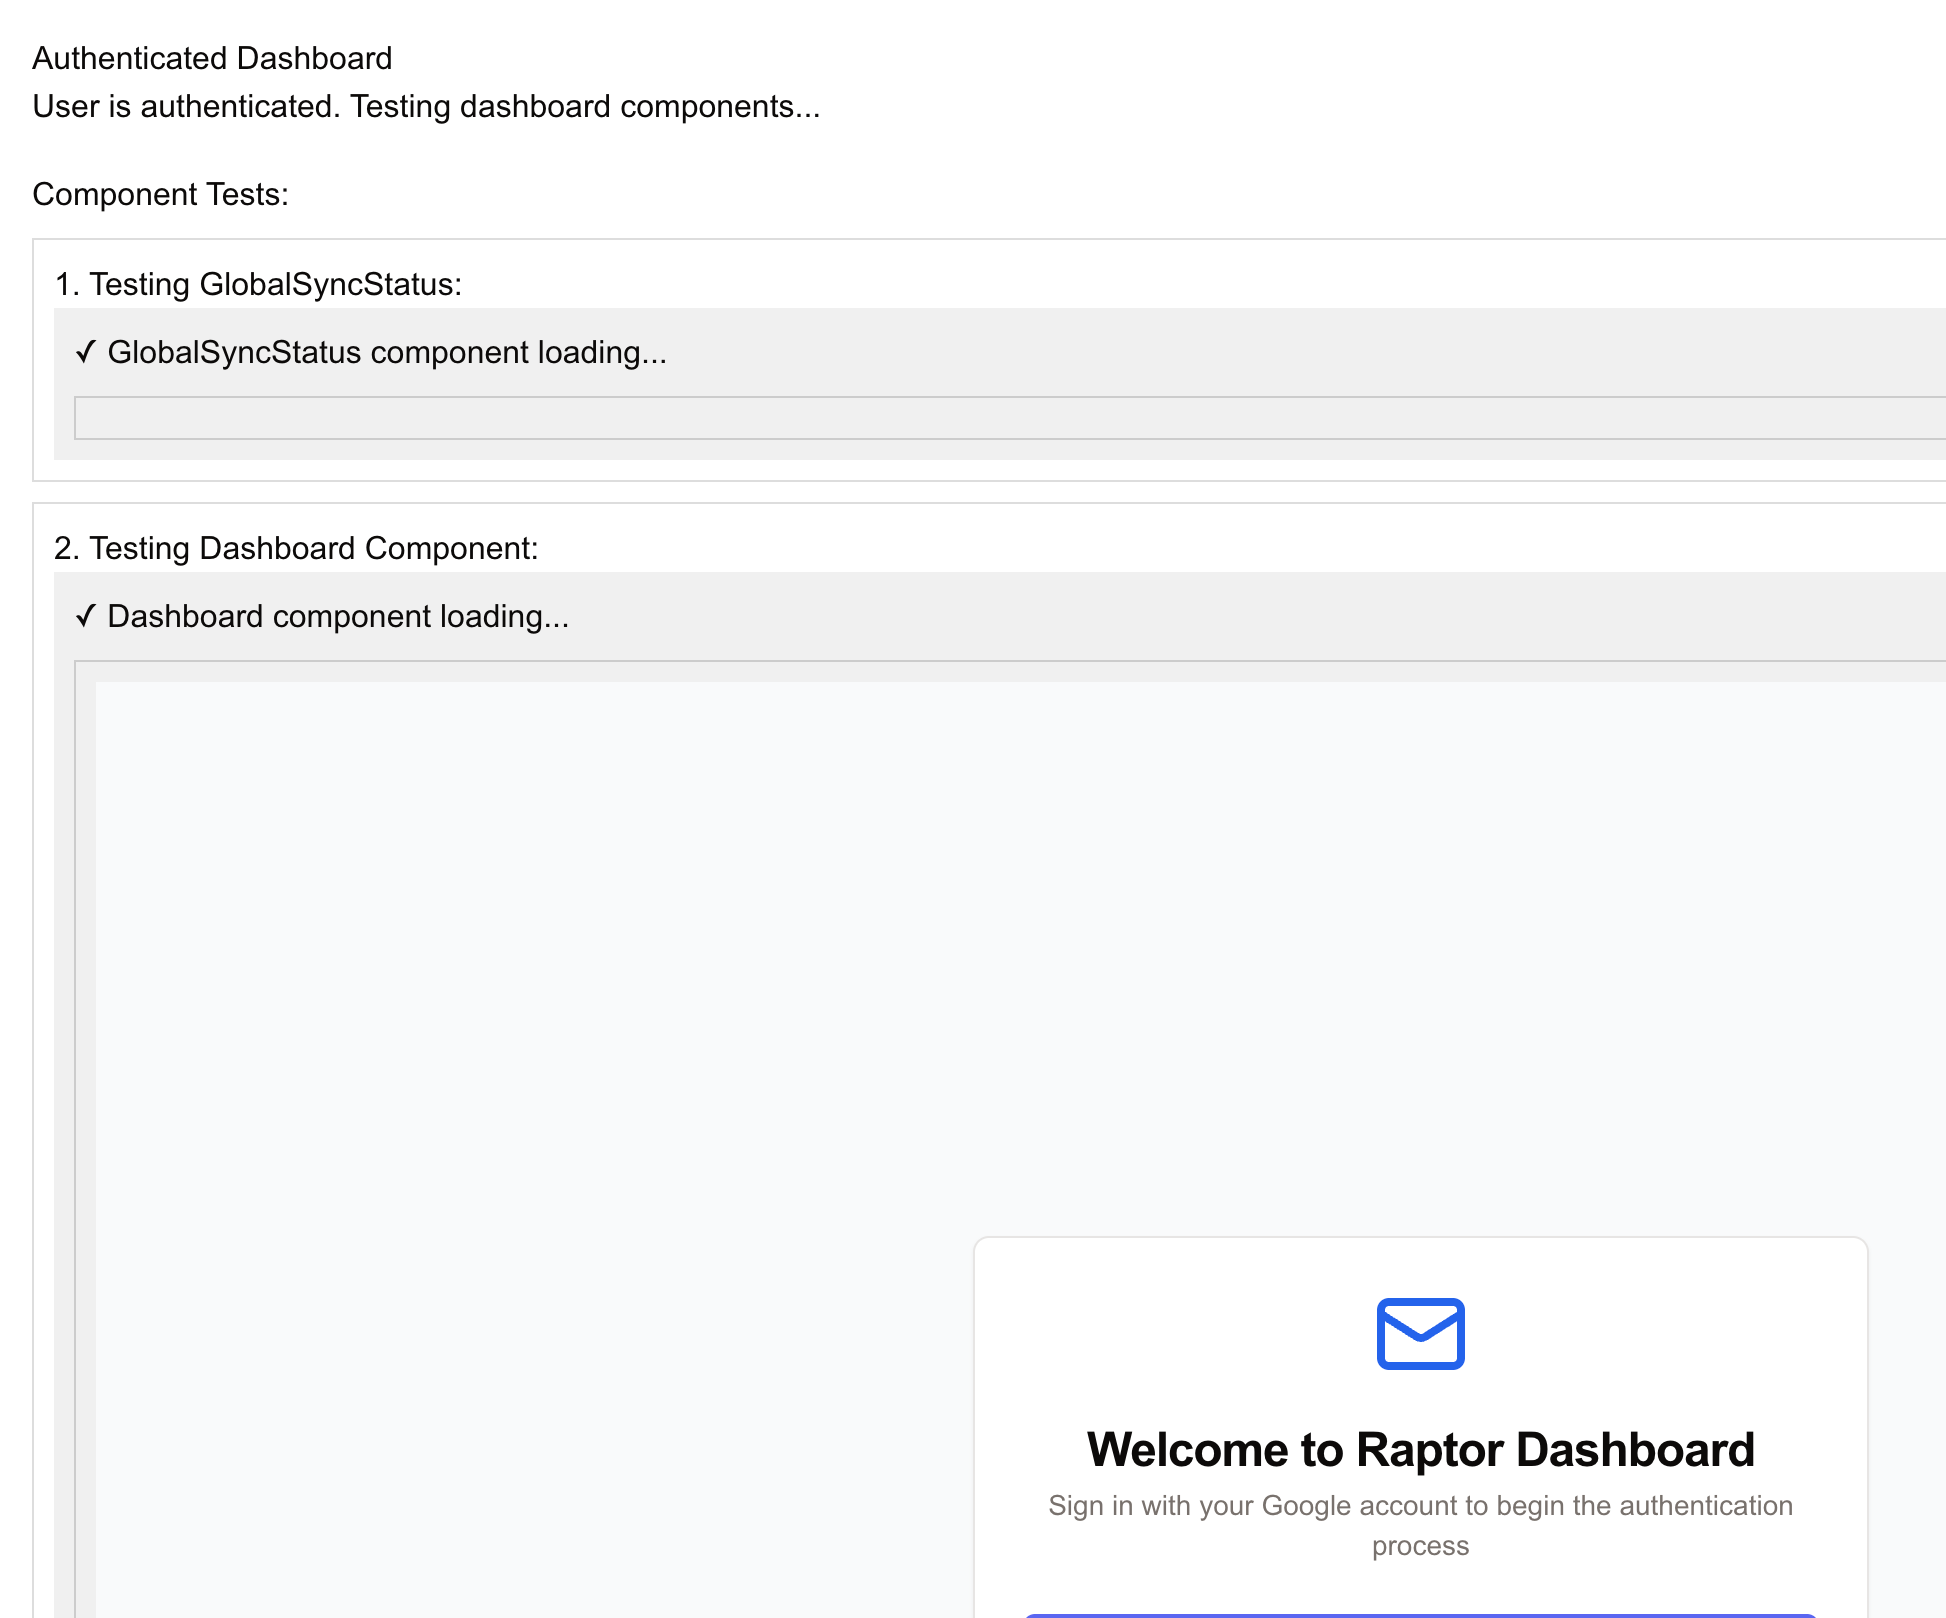 Authenticated Dashboard
User is authenticated. Testing dashboard components...
Component Tests:
1. Testing GlobalSyncStatus:
✓ GlobalSyncStatus component loading...
2. Testing Dashboard Component:
✓ Dashboard component loading...
Welcome to Raptor Dashboard
Sign in with your Google account to begin the authentication
process